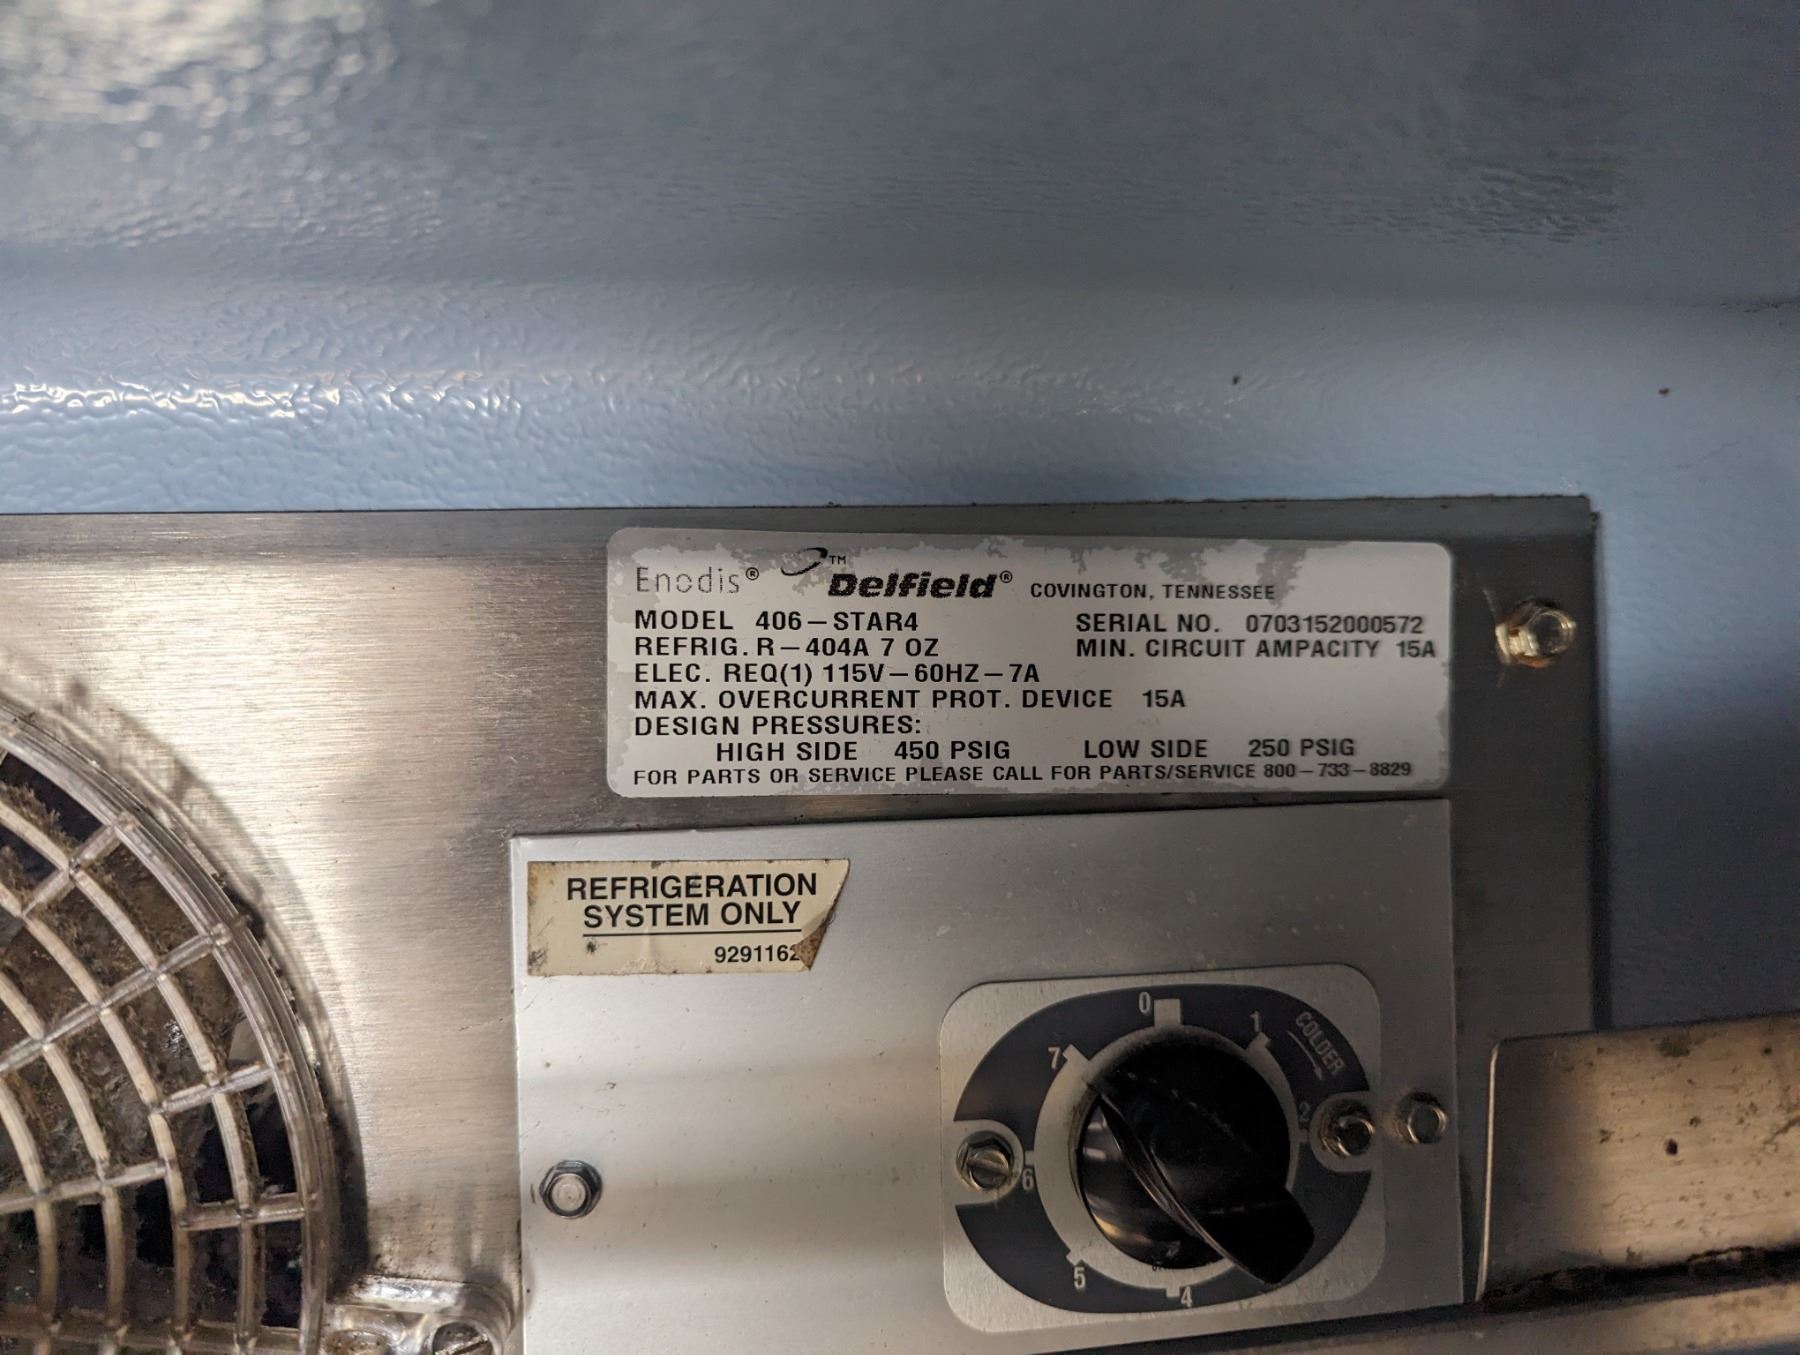 Enodis® ™ Delfield® COVINGTON, TENNESSEE
MODEL 406-STAR4 SERIAL NO. 0703152000572
REFRIG. R-404A 7 OZ MIN. CIRCUIT AMPACITY 15A
ELEC. REQ(1) 115V-60HZ-7A
MAX. OVERCURRENT PROT. DEVICE 15A
DESIGN PRESSURES:
HIGH SIDE 450 PSIG LOW SIDE 250 PSIG
FOR PARTS OR SERVICE PLEASE CALL FOR PARTS/SERVICE 800-733-8829
REFRIGERATION
SYSTEM ONLY
9291162
0
1
COLDER
7
2
6
5
4